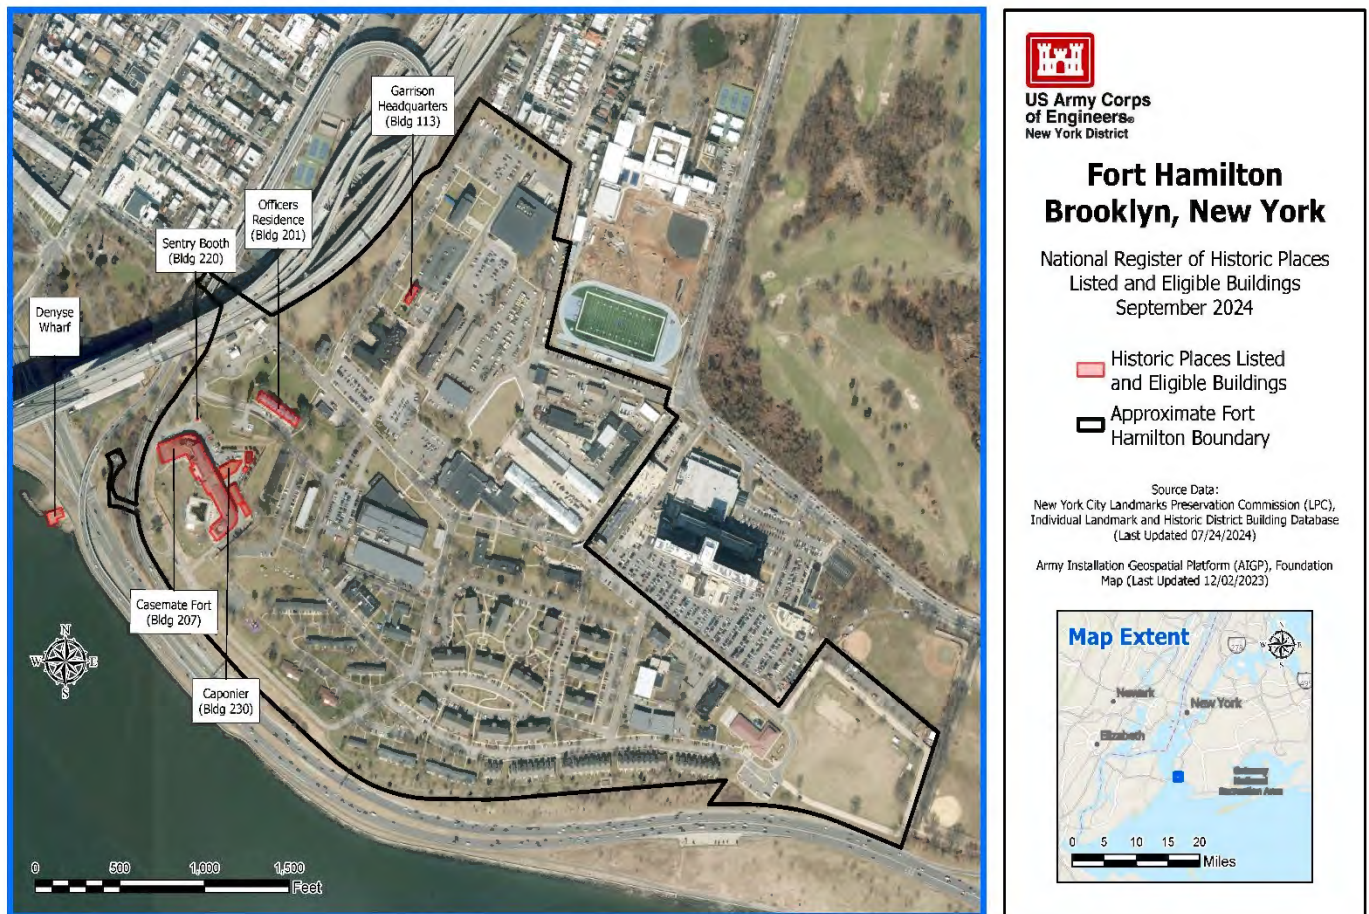 Garrison
Headquarters
(Bldg 113)
Officers
Residence
(Bldg 201)
Sentry Booth
(Bldg 220)
Denyse
Wharf
Casemate Fort
(Bldg 207)
Caponier
(Bldg 230)
N
W E
S
0 500 1,000 1,500
Feet
US Army Corps
of Engineers®
New York District
Fort Hamilton
Brooklyn, New York
National Register of Historic Places
Listed and Eligible Buildings
September 2024
Historic Places Listed
and Eligible Buildings
Approximate Fort
Hamilton Boundary
Source Data:
New York City Landmarks Preservation Commission (LPC),
Individual Landmark and Historic District Building Database
(Last Updated 07/24/2024)
Army Installation Geospatial Platform (AIGP), Foundation
Map (Last Updated 12/02/2023)
Map Extent
278
Newark
New York
Elizabeth
Gateway
National
Recreation Area
0 5 10 15 20
Miles